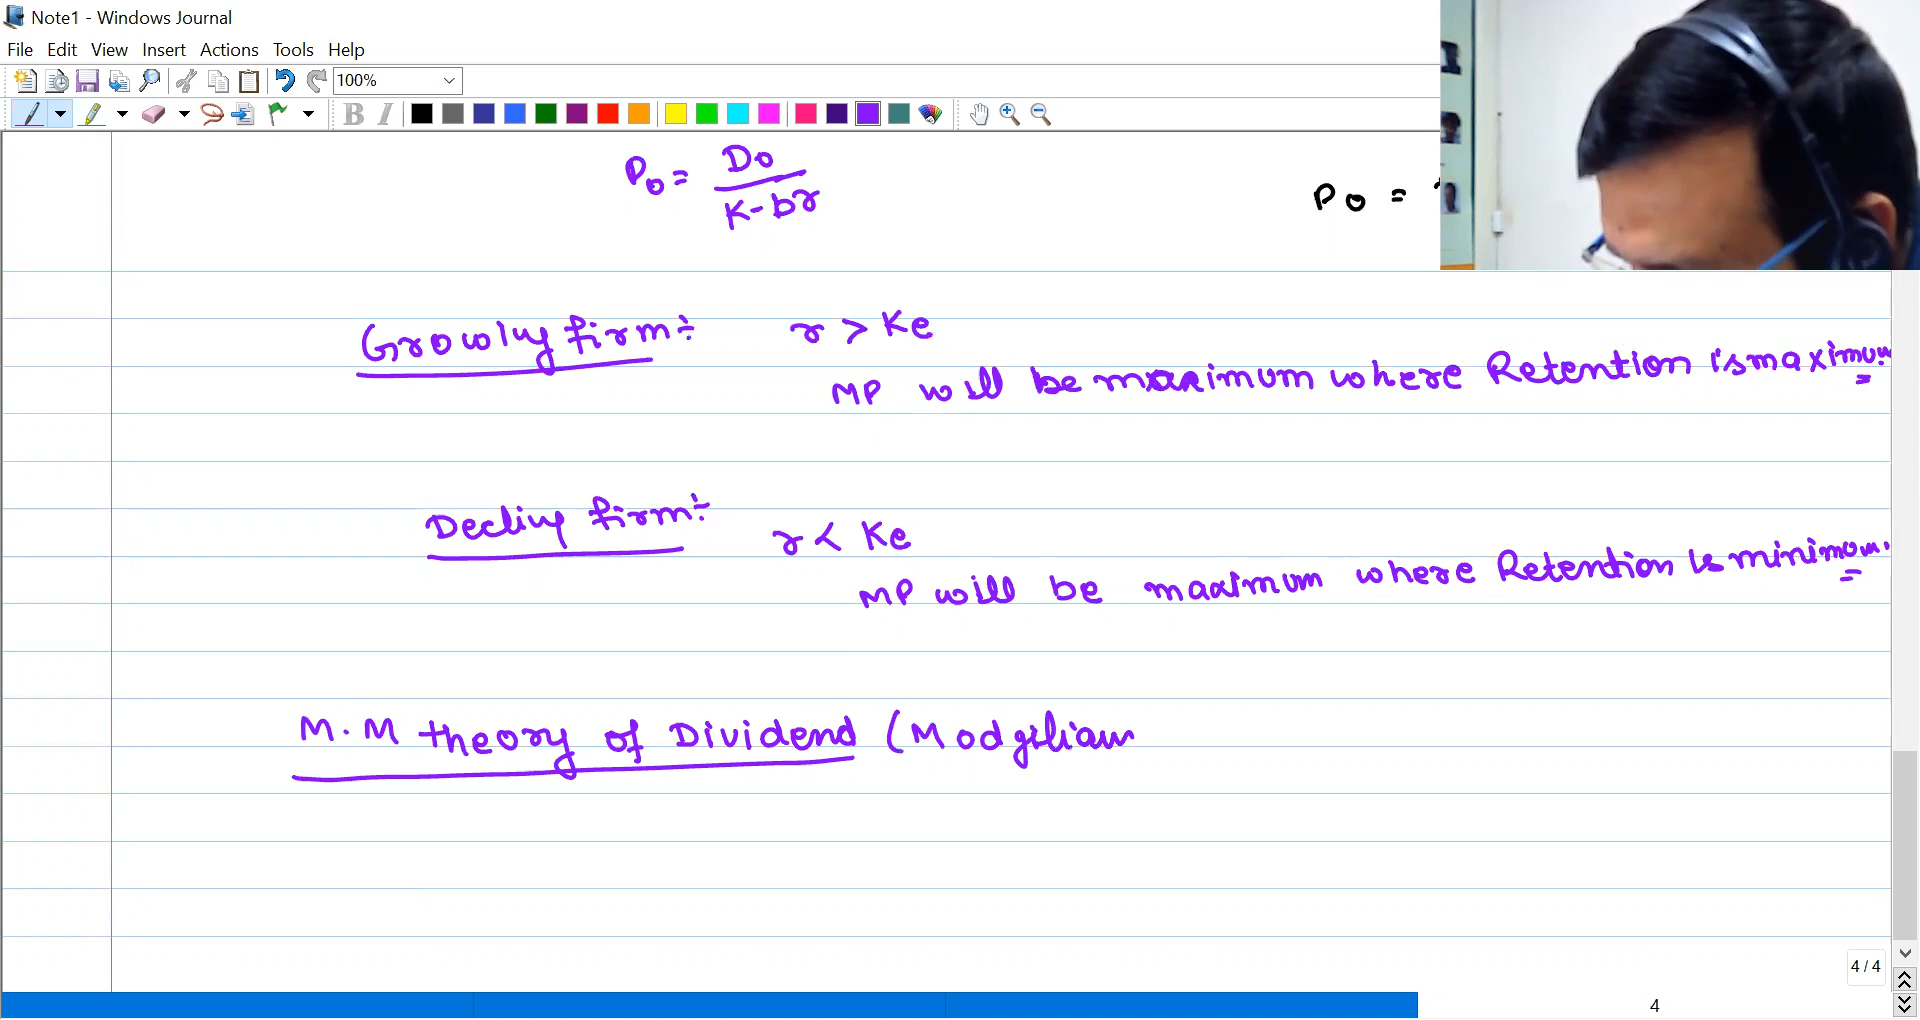 Note1 - Windows Journal
File Edit View Insert Actions Tools Help
100%
B I
P0 = D0
K-br
P0 =
Growing firm:- r > Ke
MP will be maximum where Retention is maximum
Declinig firm:- r < Ke
MP will be maximum where Retention is minimum.
M.M theory of Dividend (Modgiliani
4 / 4
4